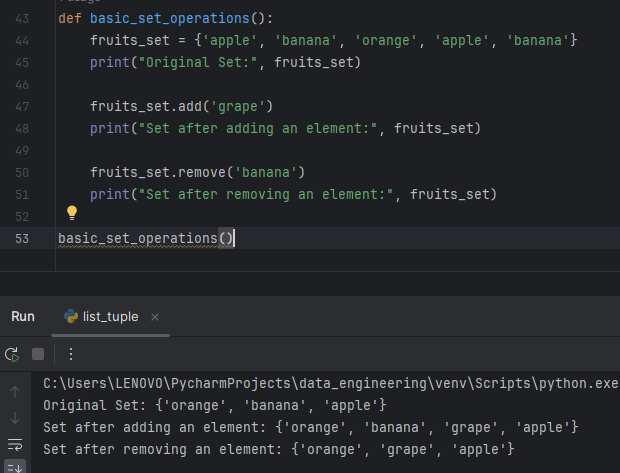 43 def basic_set_operations():
44 fruits_set = {'apple', 'banana', 'orange', 'apple', 'banana'}
45 print("Original Set:", fruits_set)
46
47 fruits_set.add('grape')
48 print("Set after adding an element:", fruits_set)
49
50 fruits_set.remove('banana')
51 print("Set after removing an element:", fruits_set)
52
53 basic_set_operations()
Run list_tuple
C:\Users\LENOVO\PycharmProjects\data_engineering\venv\Scripts\python.exe
Original Set: {'orange', 'banana', 'apple'}
Set after adding an element: {'orange', 'banana', 'grape', 'apple'}
Set after removing an element: {'orange', 'grape', 'apple'}